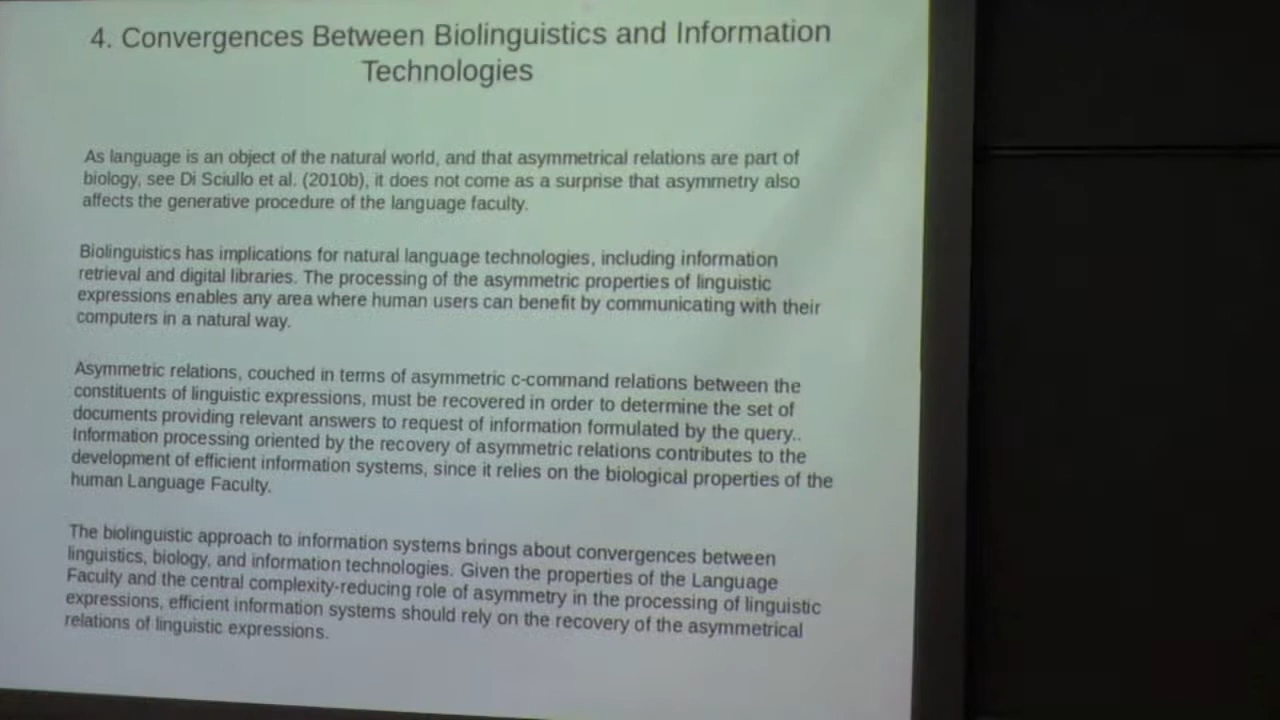 4. Convergences Between Biolinguistics and Information
Technologies
As language is an object of the natural world, and that asymmetrical relations are part of
biology, see Di Sciullo et al. (2010b), it does not come as a surprise that asymmetry also
affects the generative procedure of the language faculty.
Biolinguistics has implications for natural language technologies, including information
retrieval and digital libraries. The processing of the asymmetric properties of linguistic
expressions enables any area where human users can benefit by communicating with their
computers in a natural way.
Asymmetric relations, couched in terms of asymmetric c-command relations between the
constituents of linguistic expressions, must be recovered in order to determine the set of
documents providing relevant answers to request of information formulated by the query..
Information processing oriented by the recovery of asymmetric relations contributes to the
development of efficient information systems, since it relies on the biological properties of the
human Language Faculty.
The biolinguistic approach to information systems brings about convergences between
linguistics, biology, and information technologies. Given the properties of the Language
Faculty and the central complexity-reducing role of asymmetry in the processing of linguistic
expressions, efficient information systems should rely on the recovery of the asymmetrical
relations of linguistic expressions.